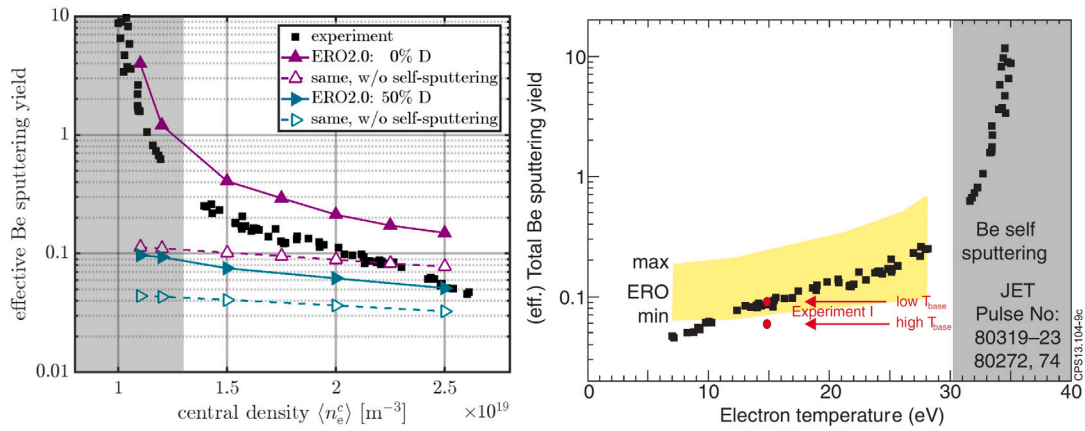 effective Be sputtering yield
10
1
0.1
0.01
experiment
ERO2.0: 0% D
same, w/o self-sputtering
ERO2.0: 50% D
same, w/o self-sputtering
1
1.5
2
2.5
central density ⟨nₑᶜ⟩ [m⁻³]
×10¹⁹
(eff.) Total Be sputtering yield
10
1
0.1
max
ERO
min
low T_base
Experiment I
high T_base
Be self
sputtering
JET
Pulse No:
80319–23
80272, 74
0
10
20
30
40
Electron temperature (eV)
CPS13.104-9c